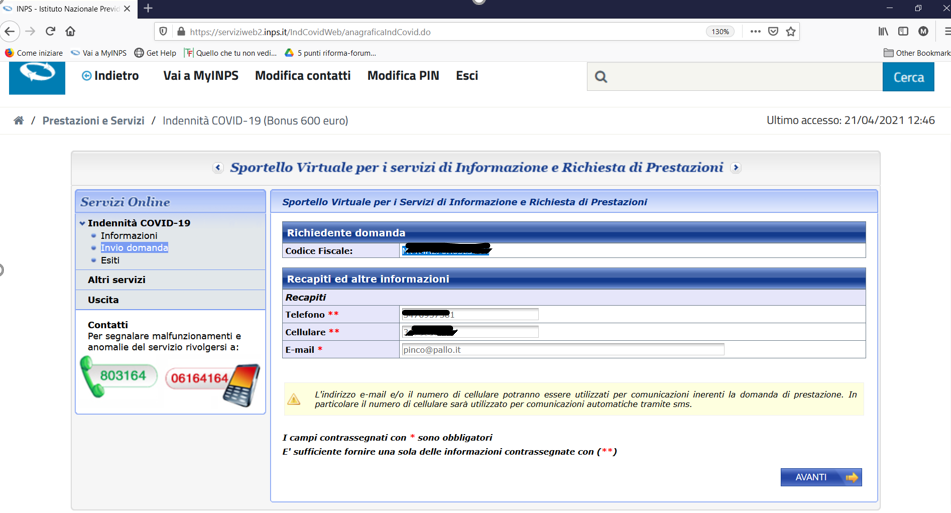 INPS - Istituto Nazionale Previd
https://serviziweb2.inps.it/IndCovidWeb/anagraficaIndCovid.do
130%
Come iniziare
Vai a MyINPS
Get Help
Quello che tu non vedi...
5 punti riforma-forum...
Other Bookmark
Indietro
Vai a MyINPS
Modifica contatti
Modifica PIN
Esci
Cerca
/ Prestazioni e Servizi / Indennità COVID-19 (Bonus 600 euro)
Ultimo accesso: 21/04/2021 12:46
Sportello Virtuale per i servizi di Informazione e Richiesta di Prestazioni
Servizi Online
Indennità COVID-19
Informazioni
Invio domanda
Esiti
Altri servizi
Uscita
Contatti
Per segnalare malfunzionamenti e
anomalie del servizio rivolgersi a:
803164
06164164
Sportello Virtuale per i Servizi di Informazione e Richiesta di Prestazioni
Richiedente domanda
Codice Fiscale:
Recapiti ed altre informazioni
Recapiti
Telefono **
Cellulare **
E-mail *
pinco@pallo.it
L'indirizzo e-mail e/o il numero di cellulare potranno essere utilizzati per comunicazioni inerenti la domanda di prestazione. In
particolare il numero di cellulare sarà utilizzato per comunicazioni automatiche tramite sms.
I campi contrassegnati con * sono obbligatori
E' sufficiente fornire una sola delle informazioni contrassegnate con (**)
AVANTI